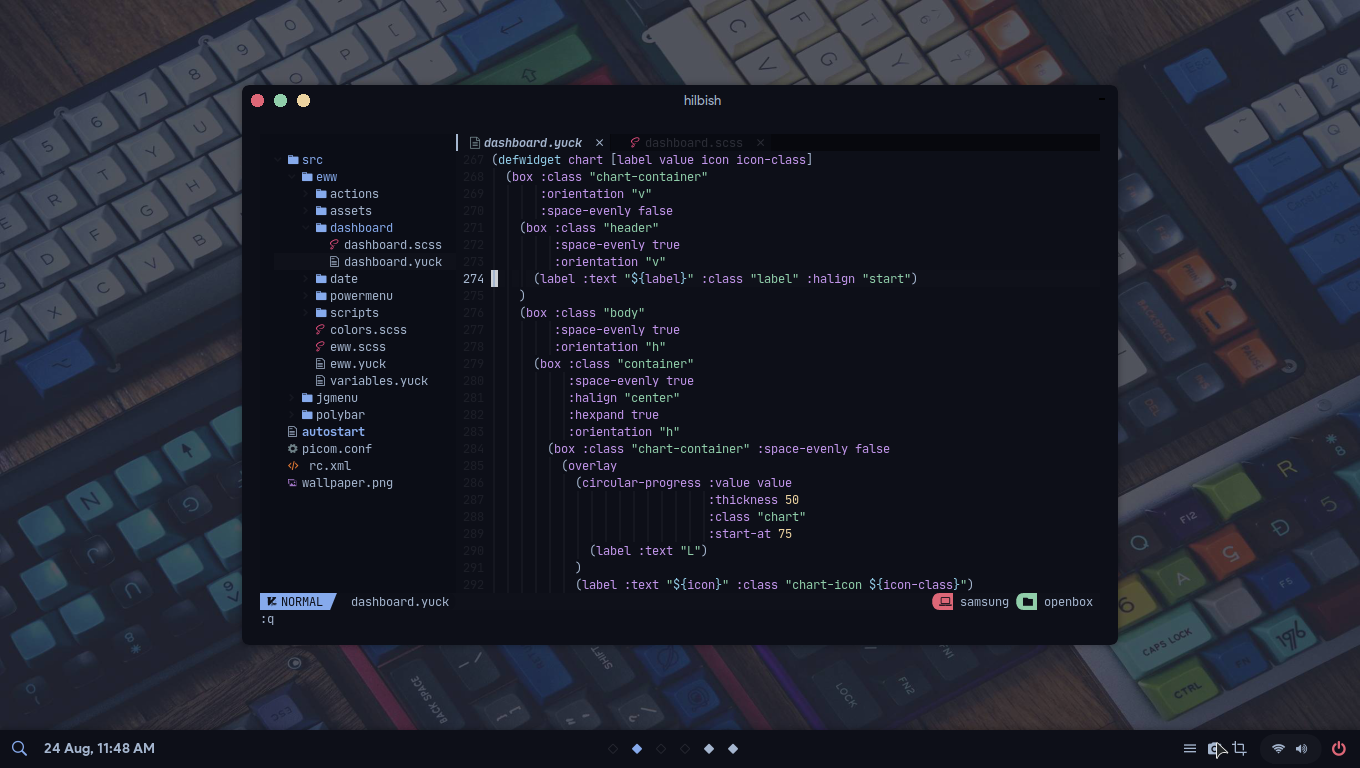 hilbish
dashboard.yuck
dashboard.scss
src
eww
actions
assets
dashboard
dashboard.scss
dashboard.yuck
date
powermenu
scripts
colors.scss
eww.scss
eww.yuck
variables.yuck
jgmenu
polybar
autostart
picom.conf
rc.xml
wallpaper.png
267 (defwidget chart [label value icon icon-class]
268 (box :class "chart-container"
269 :orientation "v"
270 :space-evenly false
271 (box :class "header"
272 :space-evenly true
273 :orientation "v"
274 (label :text "${label}" :class "label" :halign "start")
275 )
276 (box :class "body"
277 :space-evenly true
278 :orientation "h"
279 (box :class "container"
280 :space-evenly true
281 :halign "center"
282 :hexpand true
283 :orientation "h"
284 (box :class "chart-container" :space-evenly false
285 (overlay
286 (circular-progress :value value
287 :thickness 50
288 :class "chart"
289 :start-at 75
290 (label :text "L")
291 )
292 (label :text "${icon}" :class "chart-icon ${icon-class}")
NORMAL dashboard.yuck samsung openbox
:q
24 Aug, 11:48 AM